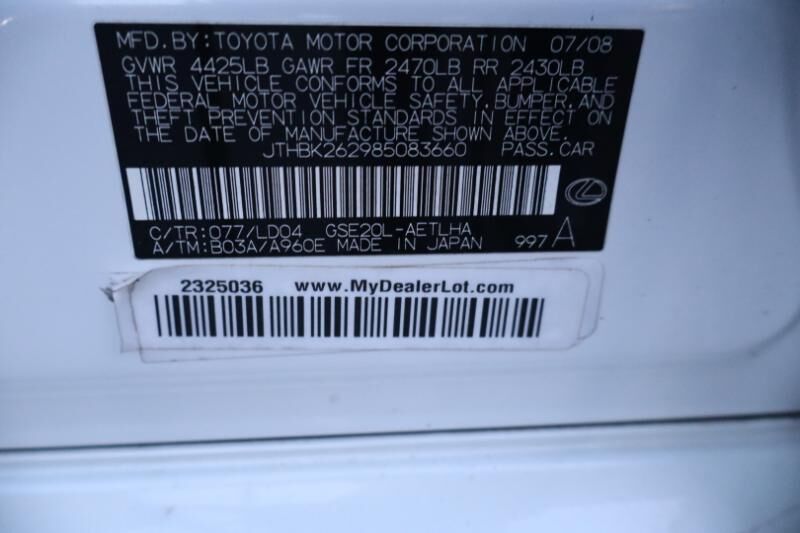 MFD.BY:TOYOTA MOTOR CORPORATION 07/08
GVWR 4425LB GAWR FR 2470LB RR 2430LB
THIS VEHICLE CONFORMS TO ALL APPLICABLE
FEDERAL MOTOR VEHICLE SAFETY,BUMPER,AND
THEFT PREVENTION STANDARDS IN EFFECT ON
THE DATE OF MANUFACTURE SHOWN ABOVE.
JTHBK262985083660 PASS.CAR
C/TR:077/LD04 GSE20L-AETLHA
A/TM:B03A/A960E MADE IN JAPAN 997 A
2325036 www.MyDealerLot.com